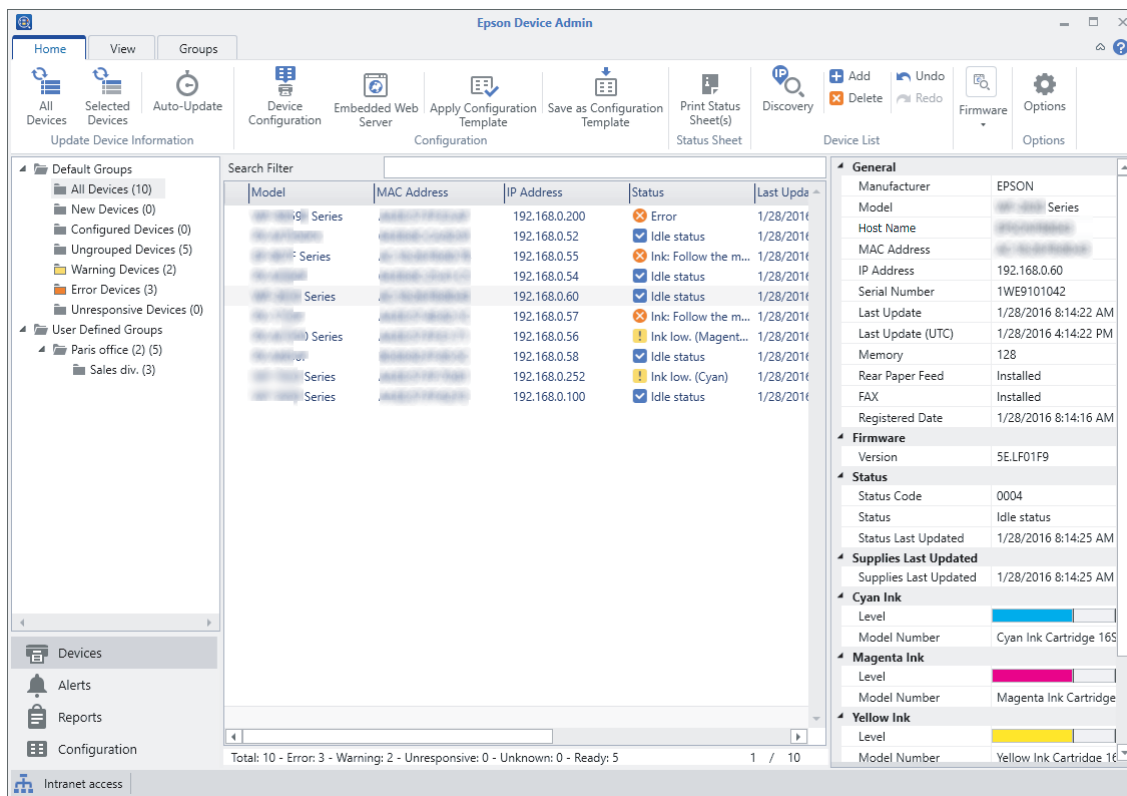 Epson Device Admin
Home View Groups
All Devices
Selected Devices
Auto-Update
Update Device Information
Device Configuration
Embedded Web Server
Apply Configuration Template
Save as Configuration Template
Configuration
Print Status Sheet(s)
Status Sheet
IP
Discovery
Add
Delete
Undo
Redo
Device List
Firmware
Options
Options
Default Groups
All Devices (10)
New Devices (0)
Configured Devices (0)
Ungrouped Devices (5)
Warning Devices (2)
Error Devices (3)
Unresponsive Devices (0)
User Defined Groups
Paris office (2) (5)
Sales div. (3)
Devices
Alerts
Reports
Configuration
Search Filter
Model MAC Address IP Address Status Last Upda
Series 192.168.0.200 Error 1/28/2016
192.168.0.52 Idle status 1/28/2016
Series 192.168.0.55 Ink: Follow the m... 1/28/2016
192.168.0.54 Idle status 1/28/2016
Series 192.168.0.60 Idle status 1/28/2016
192.168.0.57 Ink: Follow the m... 1/28/2016
Series 192.168.0.56 Ink low. (Magent... 1/28/2016
192.168.0.58 Idle status 1/28/2016
Series 192.168.0.252 Ink low. (Cyan) 1/28/2016
Series 192.168.0.100 Idle status 1/28/2016
Total: 10 - Error: 3 - Warning: 2 - Unresponsive: 0 - Unknown: 0 - Ready: 5 1 / 10
General
Manufacturer EPSON
Model Series
Host Name
MAC Address
IP Address 192.168.0.60
Serial Number 1WE9101042
Last Update 1/28/2016 8:14:22 AM
Last Update (UTC) 1/28/2016 4:14:22 PM
Memory 128
Rear Paper Feed Installed
FAX Installed
Registered Date 1/28/2016 8:14:16 AM
Firmware
Version 5E.LF01F9
Status
Status Code 0004
Status Idle status
Status Last Updated 1/28/2016 8:14:25 AM
Supplies Last Updated
Supplies Last Updated 1/28/2016 8:14:25 AM
Cyan Ink
Level
Model Number Cyan Ink Cartridge 16S
Magenta Ink
Level
Model Number Magenta Ink Cartridge
Yellow Ink
Level
Model Number Yellow Ink Cartridge 16
Intranet access